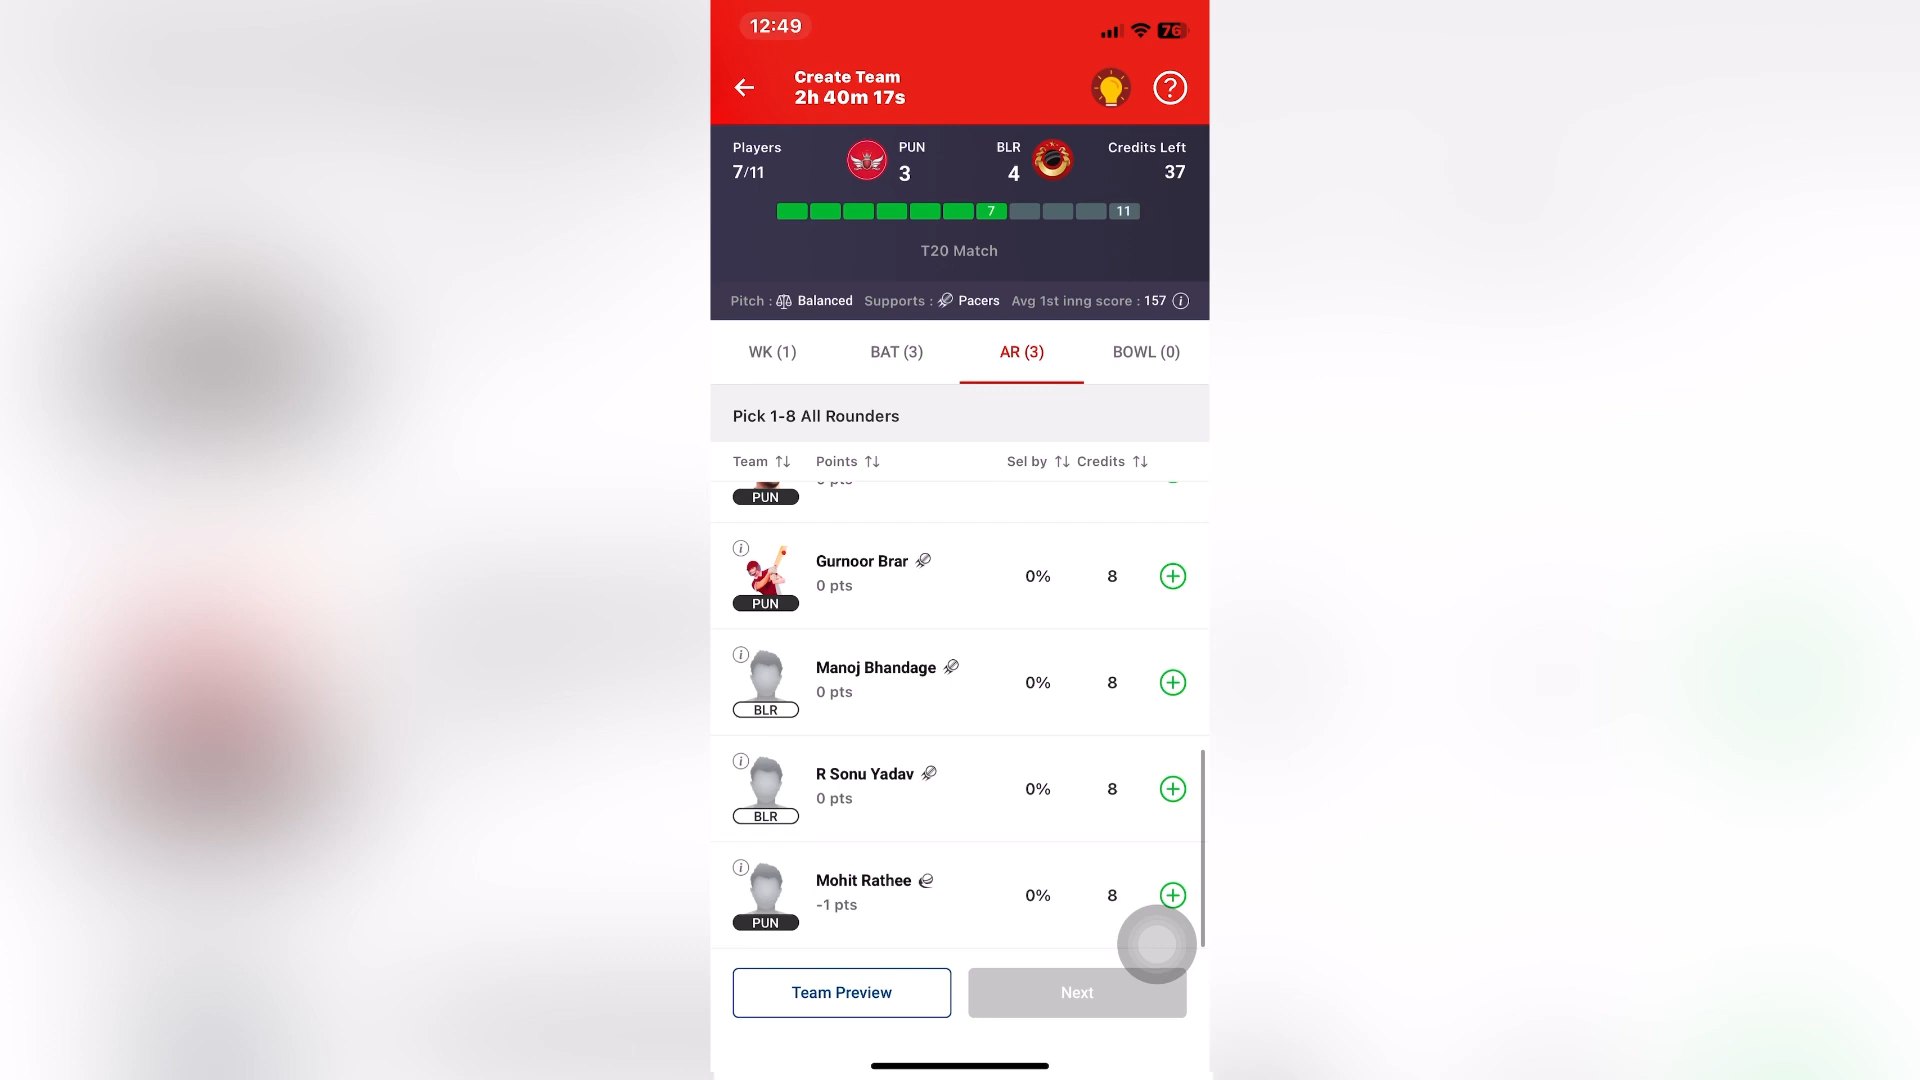 12:49
76
Create Team
2h 40m 17s
Players PUN BLR Credits Left
7/11 3 4 37
7 11
T20 Match
Pitch : Balanced Supports : Pacers Avg 1st inng score : 157
WK (1) BAT (3) AR (3) BOWL (0)
Pick 1-8 All Rounders
Team Points Sel by Credits
PUN
Gurnoor Brar
0 pts 0% 8
PUN
Manoj Bhandage
0 pts 0% 8
BLR
R Sonu Yadav
0 pts 0% 8
BLR
Mohit Rathee
-1 pts 0% 8
PUN
Team Preview Next